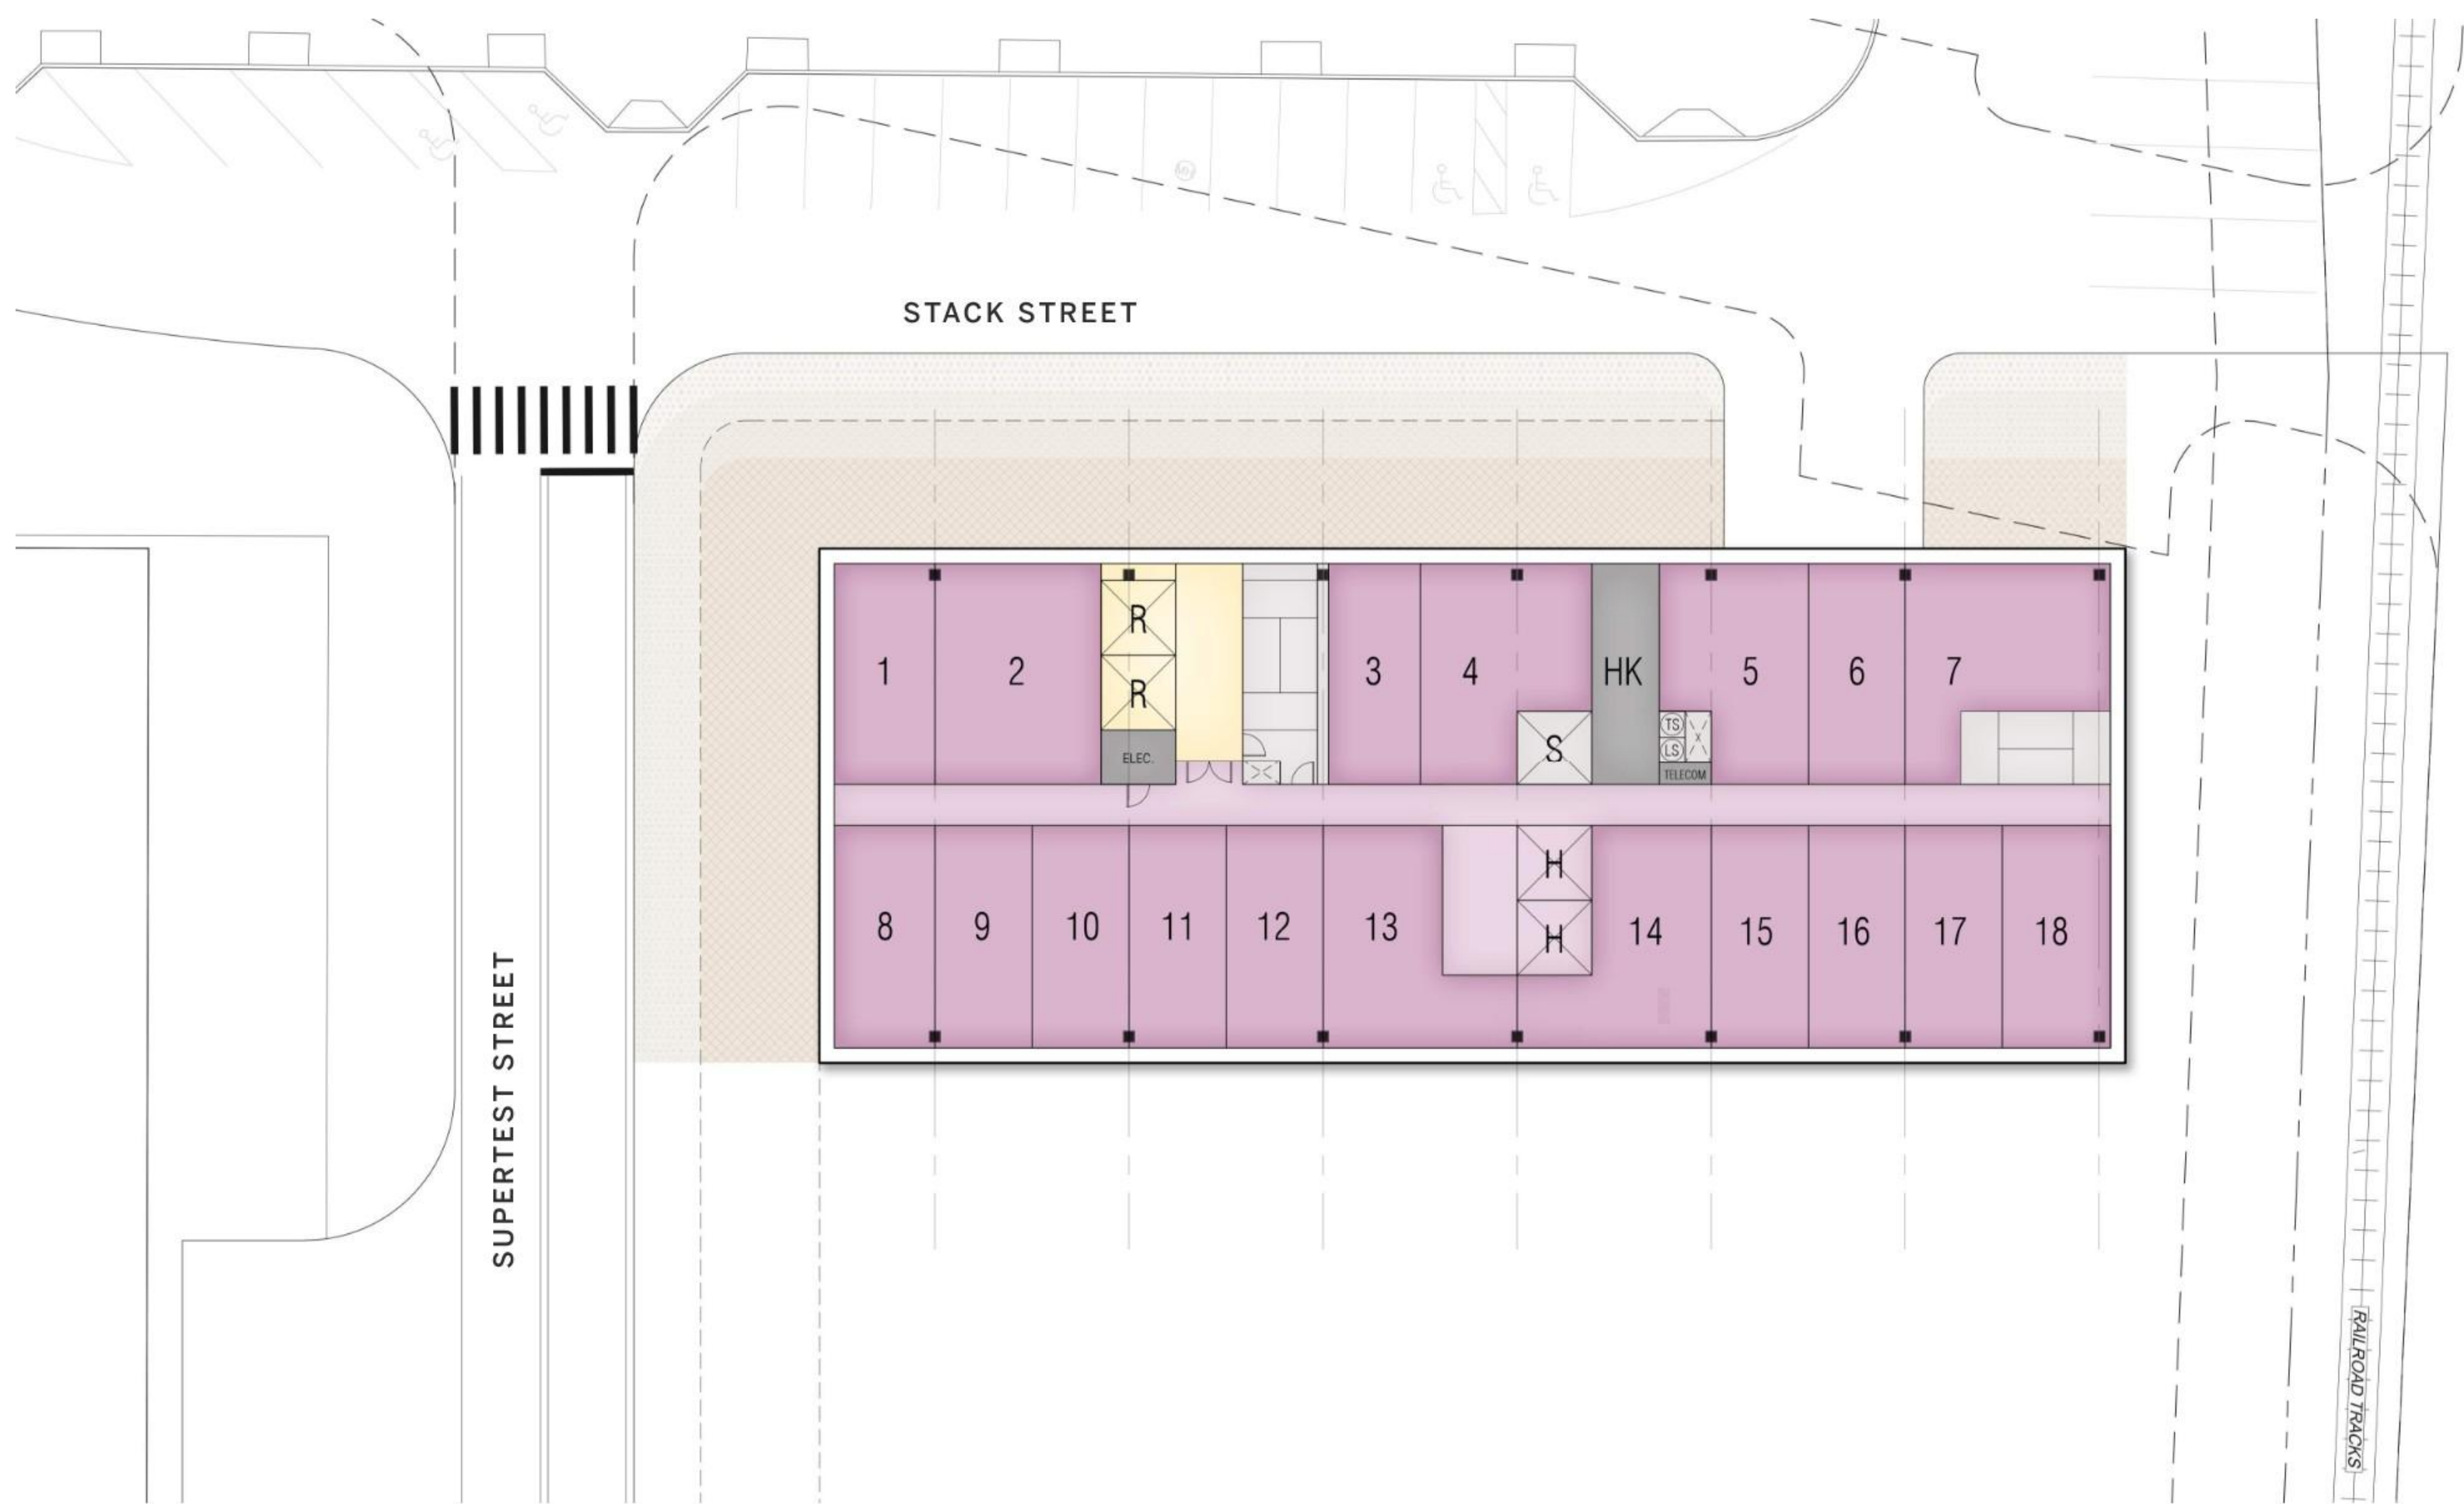 MH
STACK STREET
R
R
ELEC.
1
2
3
4
HK
5
6
7
S
TS
LS
TELECOM
H
H
8
9
10
11
12
13
14
15
16
17
18
SUPERTEST STREET
RAILROAD TRACKS